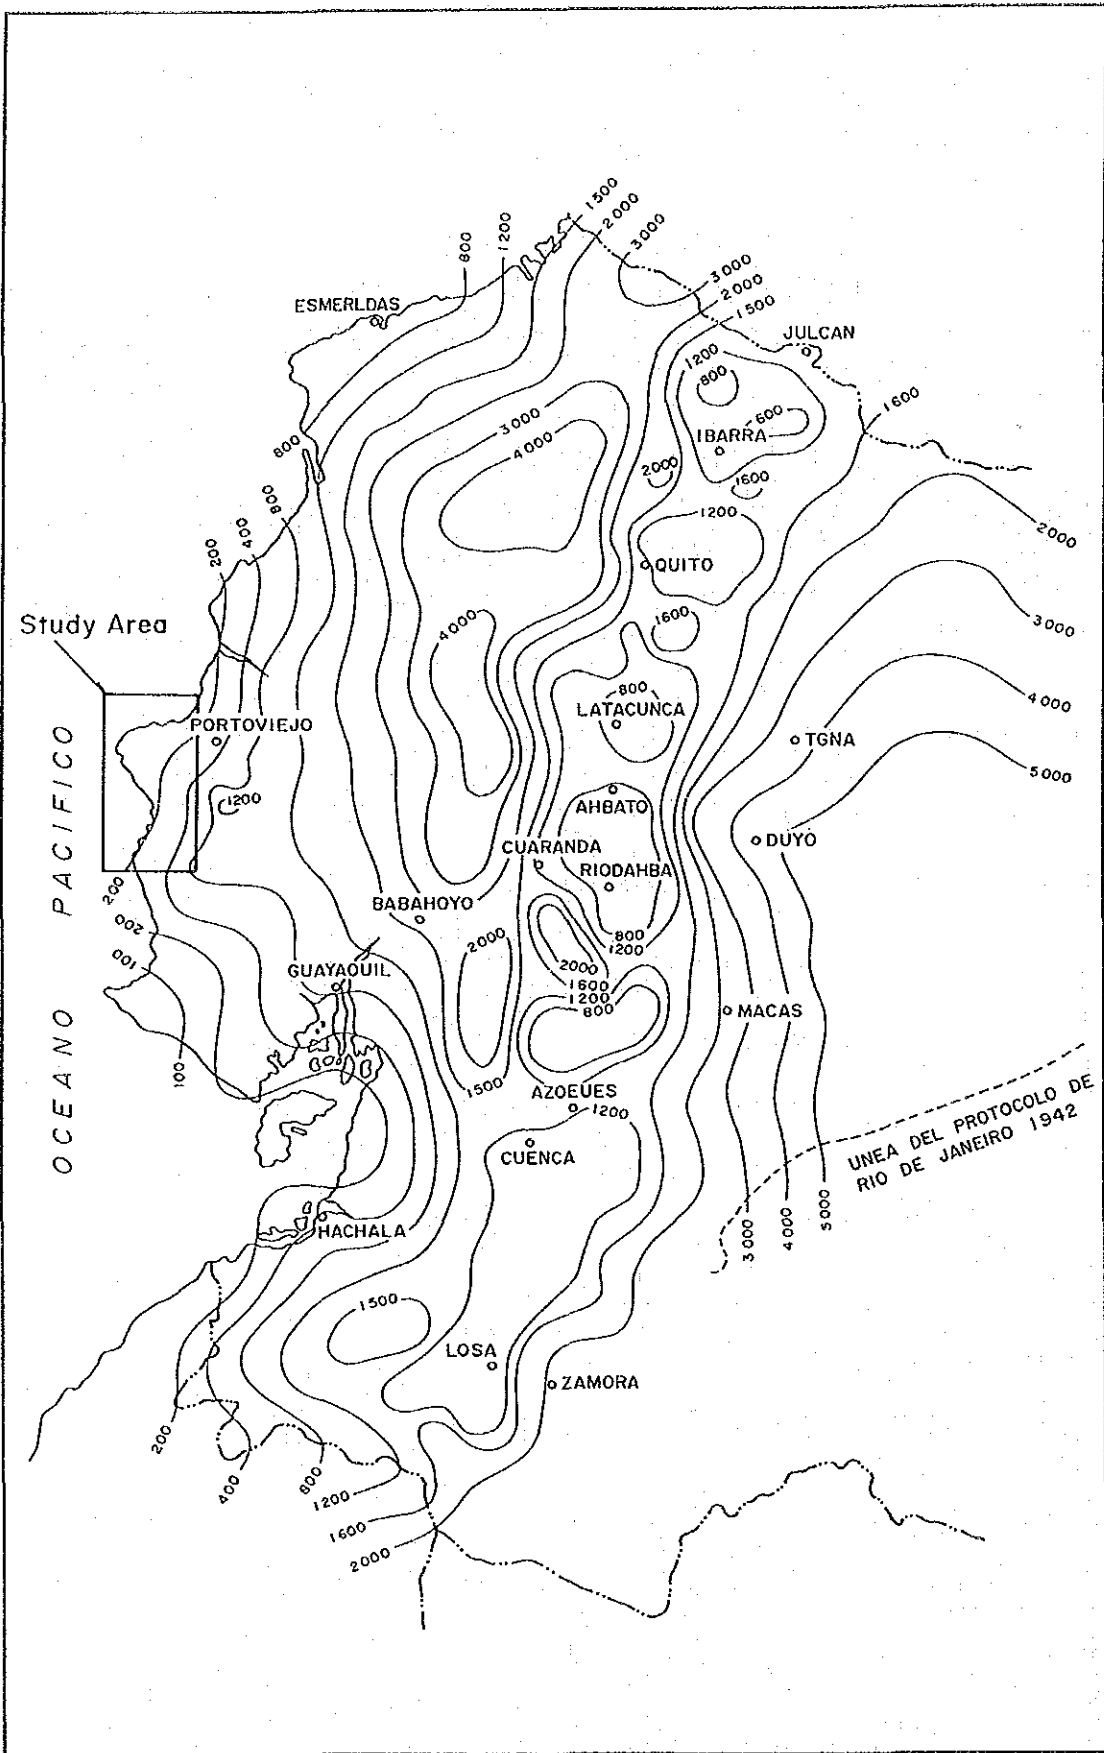 1500
2000
3000
800
1200
3000
2000
1500
ESMERLDAS
JULCAN
1200
800
1600
3000
600
4000
IBARRA
800
2000
1600
800
1200
2000
400
200
QUITO
4000
1600
3000
Study Area
800
4000
LATACUNCA
PORTOVIEJO
TGNA
5000
1200
AHBATO
CUARANDA
DUYO
RIODAHBA
200
BABAHOYO
200
2000
800
1200
100
2000
GUAYAOUIL
1600
1200
800
MACAS
100
1500
AZOEUES
1200
CUENCA
UNEA DEL PROTOCOLO DE
RIO DE JANEIRO 1942
OCEANO PACIFICO
HACHALA
3000
4000
5000
1500
LOSA
ZAMORA
200
400
800
1200
1600
2000